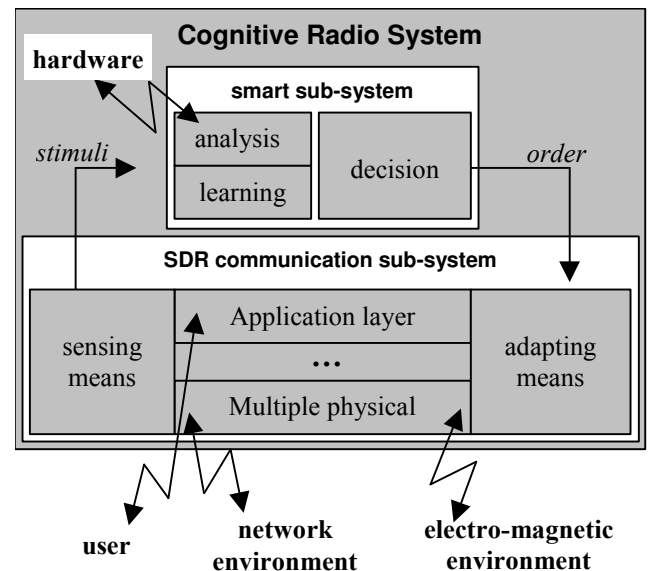 Cognitive Radio System
hardware
smart sub-system
stimuli
analysis
learning
decision
order
SDR communication sub-system
sensing
means
Application layer
...
Multiple physical
adapting
means
user
network
environment
electro-magnetic
environment